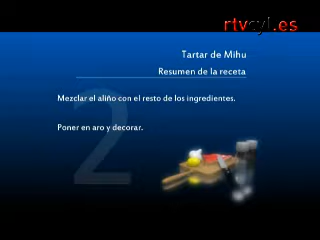 rtvcyl.es
Tartar de Mihu
Resumen de la receta
Mezclar el aliño con el resto de los ingredientes.
Poner en aro y decorar.
2